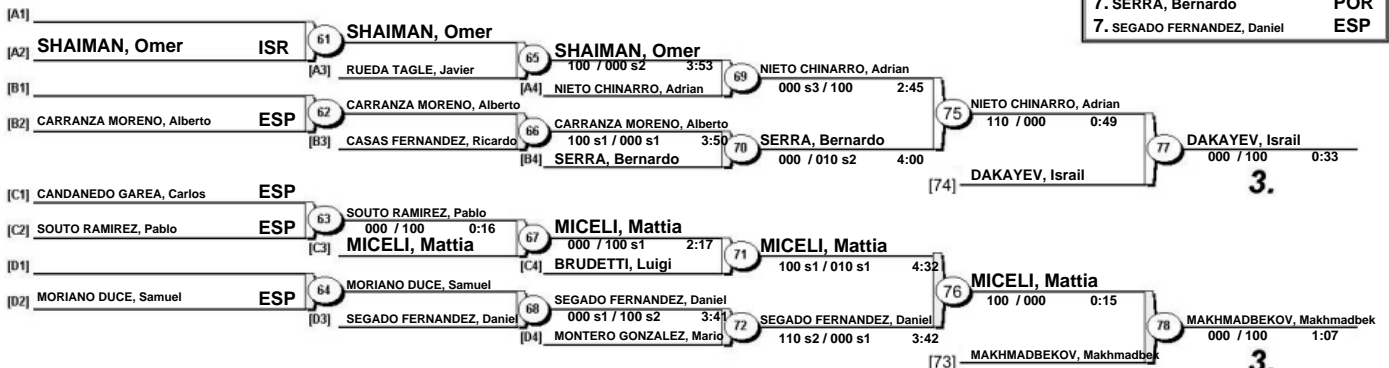 7. SERRA, Bernardo POR
7. SEGADO FERNANDEZ, Daniel ESP
[A1]
[A2] SHAIMAN, Omer ISR
61 SHAIMAN, Omer
[A3] RUEDA TAGLE, Javier
65 SHAIMAN, Omer
100 / 000 s2 3:53
[A4] NIETO CHINARRO, Adrian
69 NIETO CHINARRO, Adrian
000 s3 / 100 2:45
[B1]
[B2] CARRANZA MORENO, Alberto ESP
62 CARRANZA MORENO, Alberto
[B3] CASAS FERNANDEZ, Ricardo
66 CARRANZA MORENO, Alberto
100 s1 / 000 s1 3:50
[B4] SERRA, Bernardo
70 SERRA, Bernardo
000 / 010 s2 4:00
75 NIETO CHINARRO, Adrian
110 / 000 0:49
[74] DAKAYEV, Israil
77 DAKAYEV, Israil
000 / 100 0:33
3.
[C1] CANDANEDO GAREA, Carlos ESP
[C2] SOUTO RAMIREZ, Pablo ESP
63 SOUTO RAMIREZ, Pablo
000 / 100 0:16
[C3] MICELI, Mattia
67 MICELI, Mattia
000 / 100 s1 2:17
[C4] BRUDETTI, Luigi
71 MICELI, Mattia
100 s1 / 010 s1 4:32
[D1]
[D2] MORIANO DUCE, Samuel ESP
64 MORIANO DUCE, Samuel
[D3] SEGADO FERNANDEZ, Daniel
68 SEGADO FERNANDEZ, Daniel
000 s1 / 100 s2 3:41
[D4] MONTERO GONZALEZ, Mario
72 SEGADO FERNANDEZ, Daniel
110 s2 / 000 s1 3:42
76 MICELI, Mattia
100 / 000 0:15
[73] MAKHMADBEKOV, Makhmadbek
78 MAKHMADBEKOV, Makhmadbek
000 / 100 1:07
3.